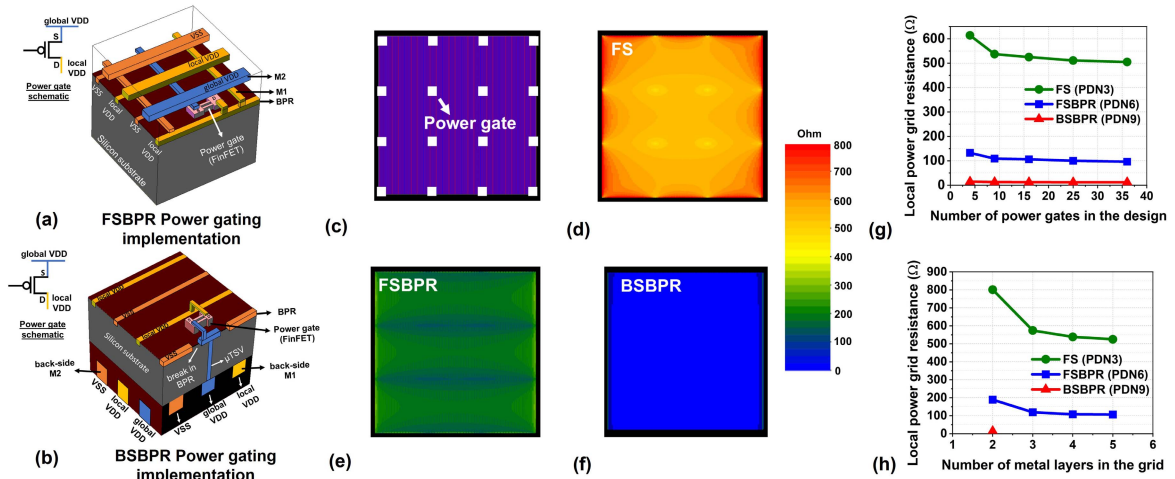 global VDD
S
D
local
VDD
Power gate
schematic
VSS
local VDD
global VDD
M2
M1
BPR
VSS
local
VDD
VSS
local
VDD
Power gate
(FinFET)
Silicon substrate
(a)
FSBPR Power gating
implementation
Power gate
(c)
FS
(d)
Ohm
800
700
600
500
400
300
200
100
0
Local power grid resistance (Ω)
600
500
400
300
200
100
0
FS (PDN3)
FSBPR (PDN6)
BSBPR (PDN9)
0 5 10 15 20 25 30 35 40
Number of power gates in the design
(g)
global VDD
S
D
local
VDD
Power gate
schematic
local VDD
VSS
local VDD
BPR
Power gate
(FinFET)
Silicon substrate
VSS
break in
BPR
μTSV
back-side
M2
back-side
M1
VSS
local
VDD
global
VDD
VSS
global
VDD
local
VDD
(b)
BSBPR Power gating
implementation
FSBPR
(e)
BSBPR
(f)
Local power grid resistance (Ω)
900
800
700
600
500
400
300
200
100
0
FS (PDN3)
FSBPR (PDN6)
BSBPR (PDN9)
1 2 3 4 5 6
Number of metal layers in the grid
(h)